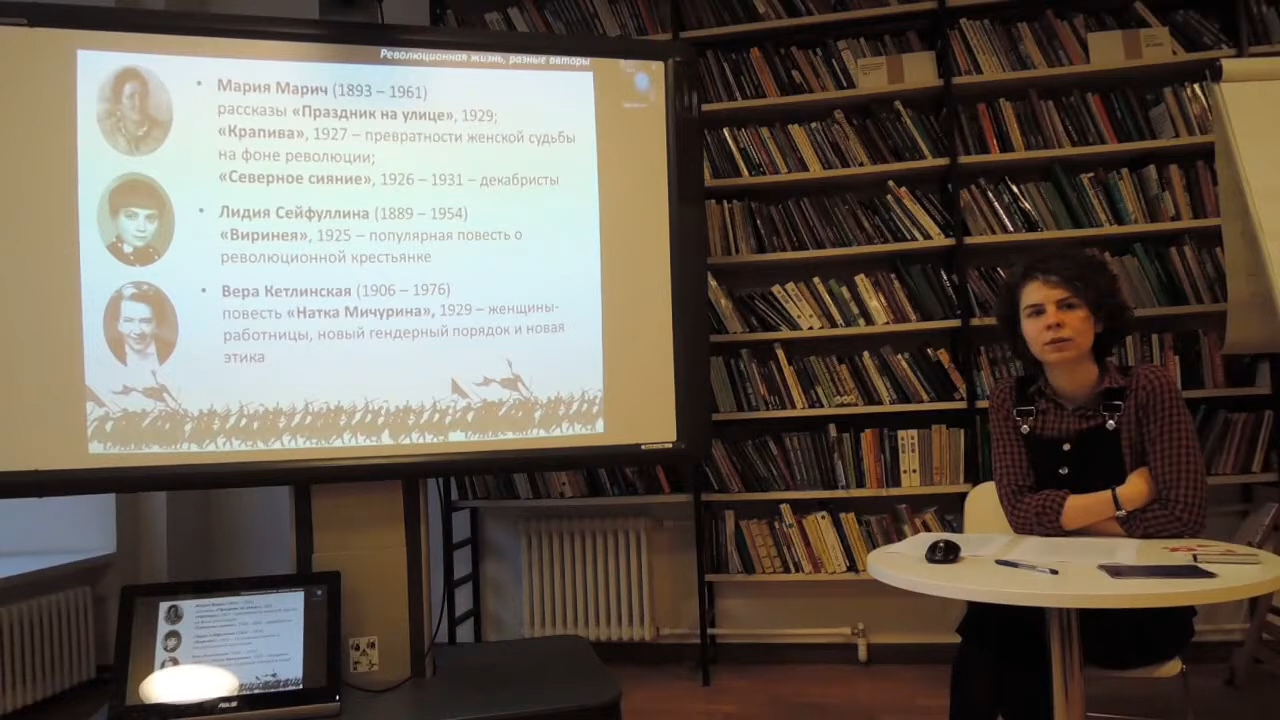 Революционная жизнь, разные авторы
• Мария Марич (1893 – 1961)
рассказы «Праздник на улице», 1929;
«Крапива», 1927 – превратности женской судьбы
на фоне революции;
«Северное сияние», 1926 – 1931 – декабристы
• Лидия Сейфуллина (1889 – 1954)
«Виринея», 1925 – популярная повесть о
революционной крестьянке
• Вера Кетлинская (1906 – 1976)
повесть «Натка Мичурина», 1929 – женщины-
работницы, новый гендерный порядок и новая
этика
ASUS